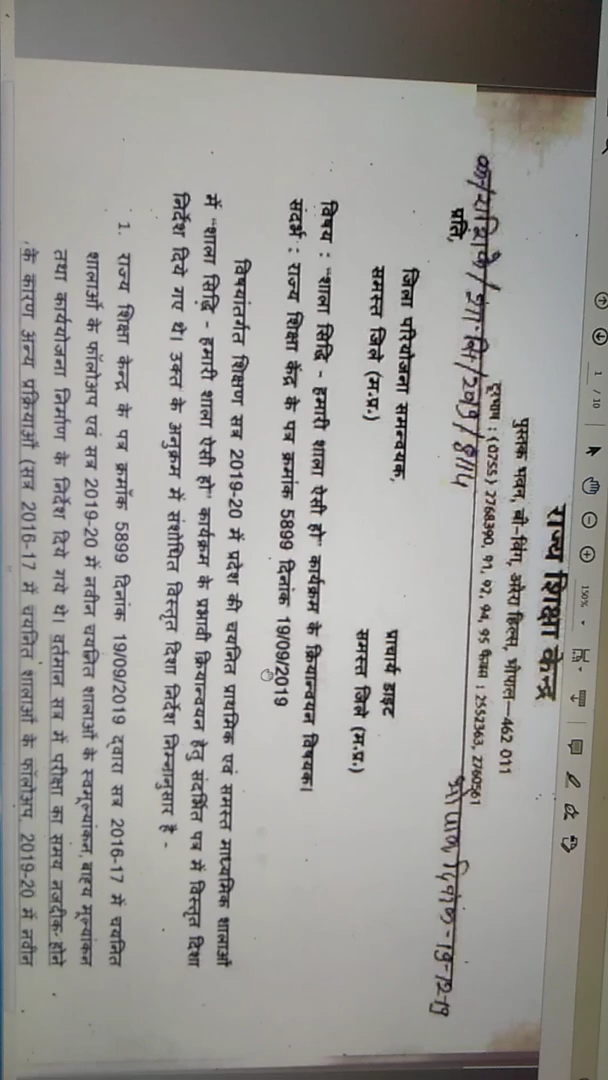 1 / 10
150%
राज्य शिक्षा केन्द्र
पुस्तक भवन, बी-विंग, अरेरा हिल्स, भोपाल—462 011
दूरभाष : (0755) 2768390, 91, 92, 94, 95 फैक्स : 2552363, 2760561
क्र/राशिके/ 2019/ 8114 भोपाल दिनांक-19-12-19
प्रति,
जिला परियोजना समन्वयक, प्राचार्य डाइट
समस्त जिले (म.प्र.) समस्त जिले (म.प्र.)
विषय : "शाला सिद्धि - हमारी शाला ऐसी हो" कार्यक्रम के क्रियान्वयन विषयक।
संदर्भ : राज्य शिक्षा केंद्र के पत्र क्रमांक 5899 दिनांक 19/09/2019
विषयांतर्गत शिक्षण सत्र 2019-20 में प्रदेश की चयनित प्राथमिक एवं समस्त माध्यमिक शालाओं
में "शाला सिद्धि - हमारी शाला ऐसी हो" कार्यक्रम के प्रभावी क्रियान्वयन हेतु संदर्भित पत्र में विस्तृत दिशा
निर्देश दिये गए थे। उक्त के अनुक्रम में संशोधित विस्तृत दिशा निर्देश निम्नानुसार है -
1. राज्य शिक्षा केन्द्र के पत्र क्रमाँक 5899 दिनांक 19/09/2019 द्वारा सत्र 2016-17 में चयनित
शालाओं के फॉलोअप एवं सत्र 2019-20 में नवीन चयनित शालाओं के स्वमूल्यांकन, बाह्य मूल्यांकन
तथा कार्ययोजना निर्माण के निर्देश दिये गये थे। वर्तमान सत्र में परीक्षा का समय नजदीक होने
के कारण अन्य प्रक्रियाओं (सत्र 2016-17 में चयनित शालाओं के फॉलोअप 2019-20 में नवीन